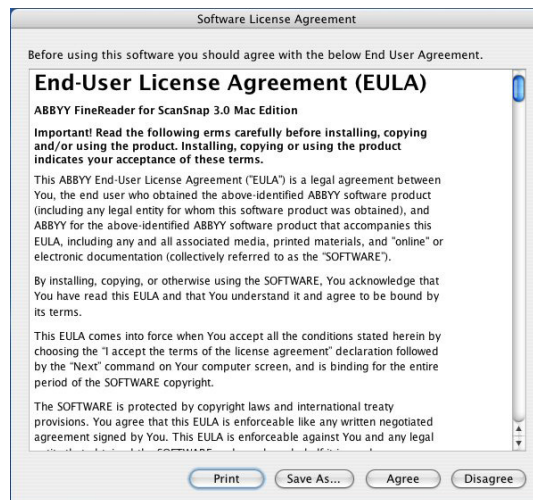 Software License Agreement
Before using this software you should agree with the below End User Agreement.
End-User License Agreement (EULA)
ABBYY FineReader for ScanSnap 3.0 Mac Edition
Important! Read the following erms carefully before installing, copying
and/or using the product. Installing, copying or using the product
indicates your acceptance of these terms.
This ABBYY End-User License Agreement ("EULA") is a legal agreement between
You, the end user who obtained the above-identified ABBYY software product
(including any legal entity for whom this software product was obtained), and
ABBYY for the above-identified ABBYY software product that accompanies this
EULA, including any and all associated media, printed materials, and "online" or
electronic documentation (collectively referred to as the "SOFTWARE").
By installing, copying, or otherwise using the SOFTWARE, You acknowledge that
You have read this EULA and that You understand it and agree to be bound by
its terms.
This EULA comes into force when You accept all the conditions stated herein by
choosing the "I accept the terms of the license agreement" declaration followed
by the "Next" command on Your computer screen, and is binding for the entire
period of the SOFTWARE copyright.
The SOFTWARE is protected by copyright laws and international treaty
provisions. You agree that this EULA is enforceable like any written negotiated
agreement signed by You. This EULA is enforceable against You and any legal
Print
Save As...
Agree
Disagree